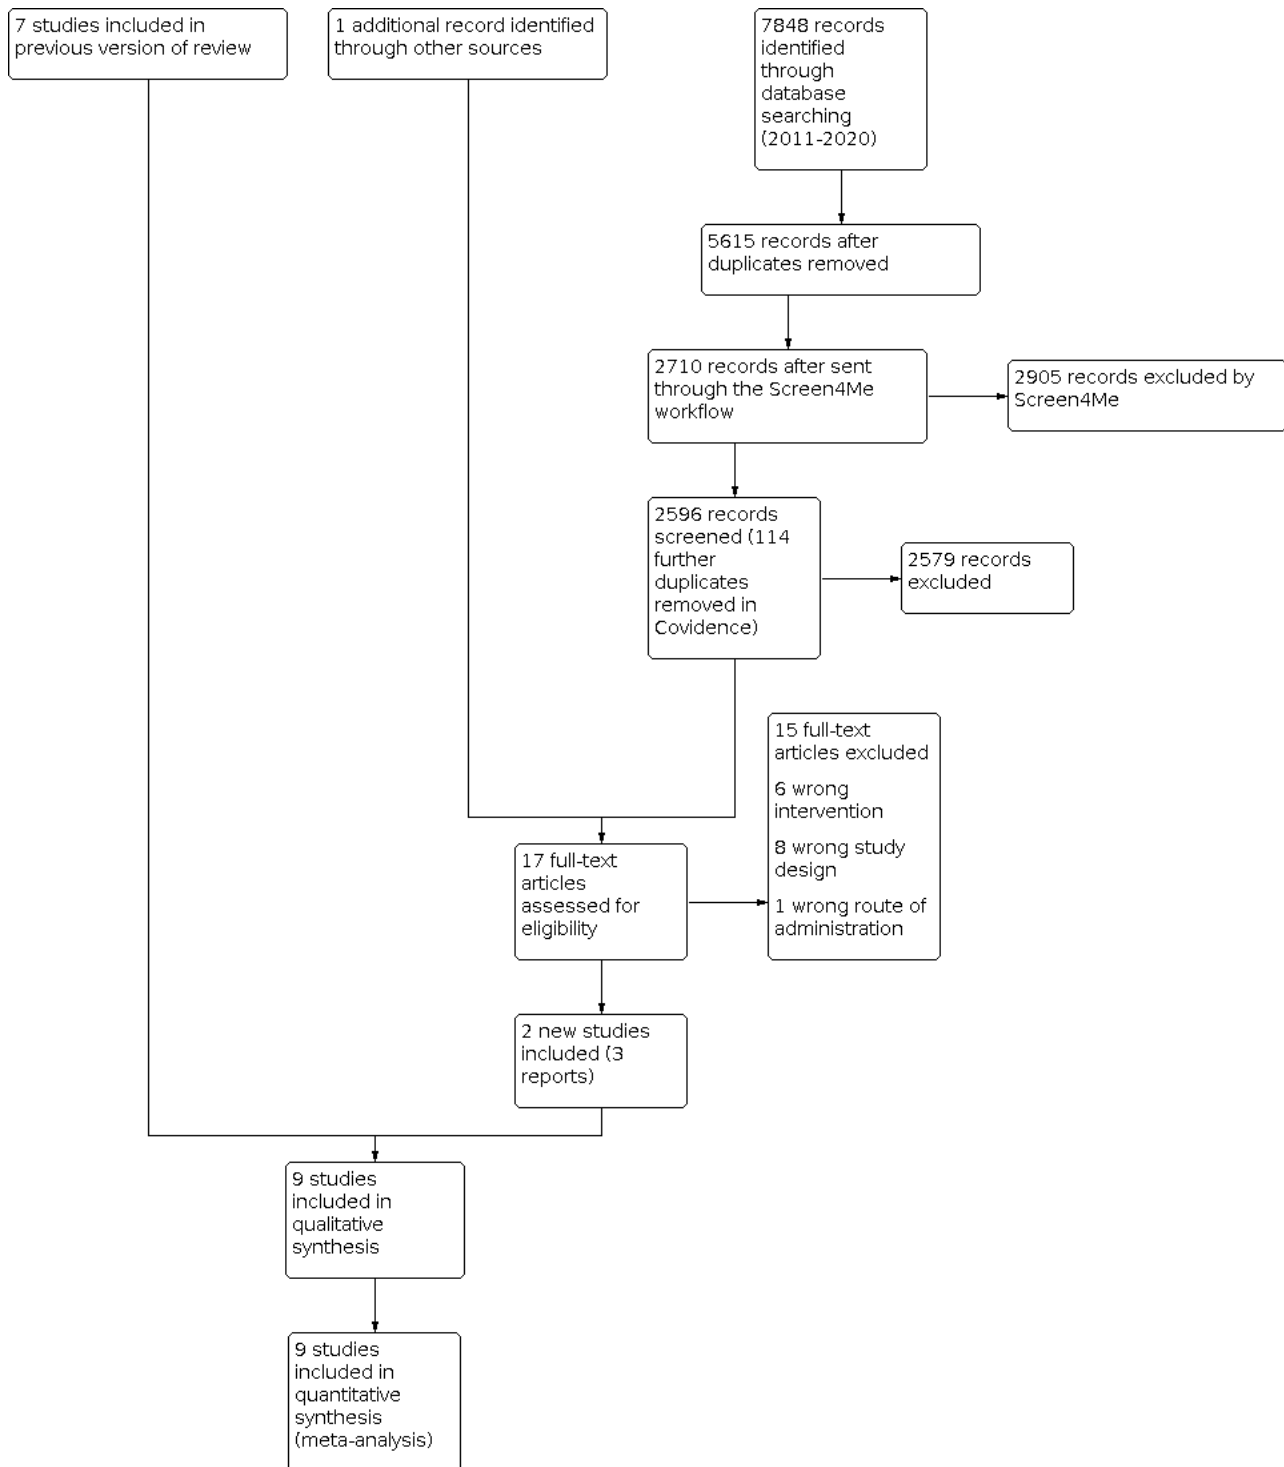 7 studies included in
previous version of review
1 additional record identified
through other sources
7848 records
identified
through
database
searching
(2011-2020)
5615 records after
duplicates removed
2710 records after sent
through the Screen4Me
workflow
2905 records excluded by
Screen4Me
2596 records
screened (114
further
duplicates
removed in
Covidence)
2579 records
excluded
15 full-text
articles excluded
6 wrong
intervention
8 wrong study
design
1 wrong route of
administration
17 full-text
articles
assessed for
eligibility
2 new studies
included (3
reports)
9 studies
included in
qualitative
synthesis
9 studies
included in
quantitative
synthesis
(meta-analysis)